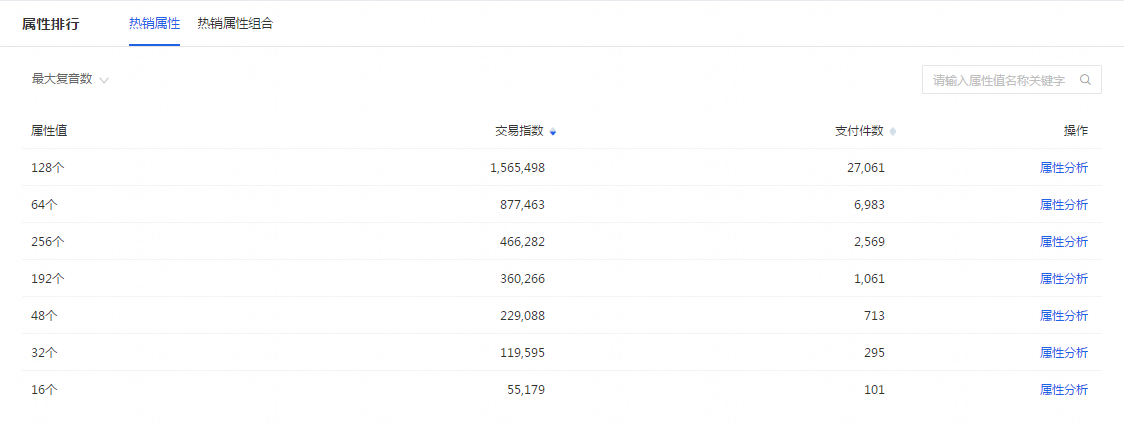 属性排行 热销属性 热销属性组合
最大复音数 请输入属性值名称关键字
属性值 交易指数 支付件数 操作
128个 1,565,498 27,061 属性分析
64个 877,463 6,983 属性分析
256个 466,282 2,569 属性分析
192个 360,266 1,061 属性分析
48个 229,088 713 属性分析
32个 119,595 295 属性分析
16个 55,179 101 属性分析